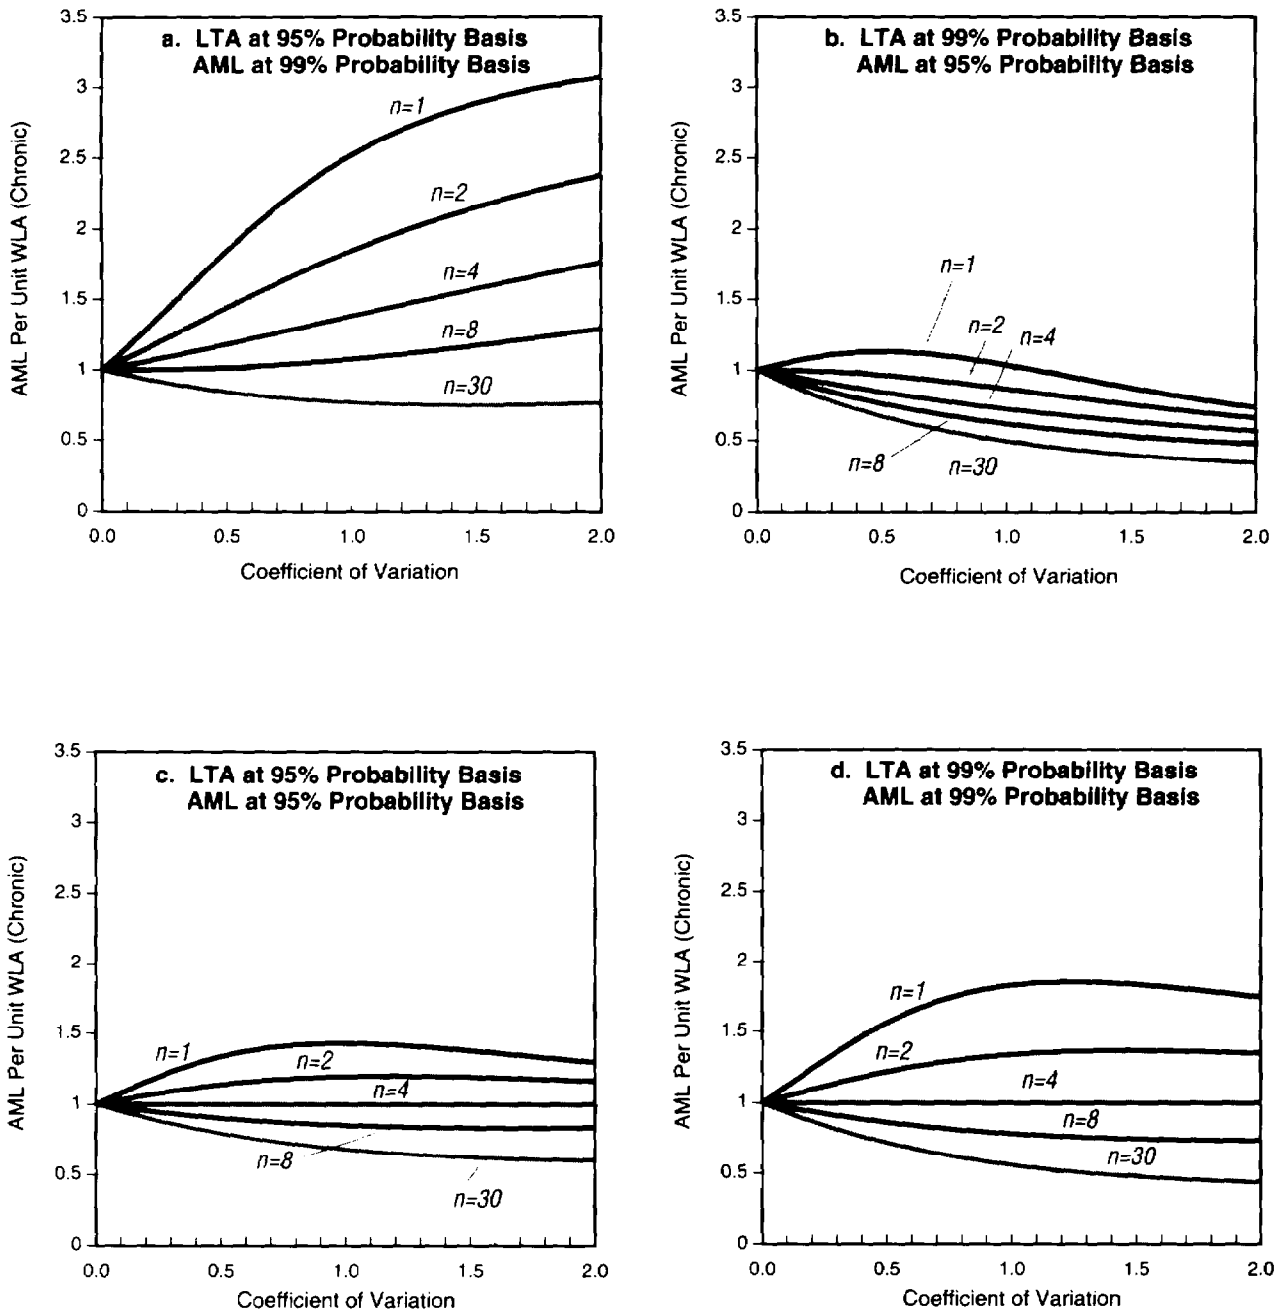 a. LTA at 95% Probability Basis
AML at 99% Probability Basis
3.5
3
2.5
2
1.5
1
0.5
0
AML Per Unit WLA (Chronic)
n=1
n=2
n=4
n=8
n=30
0.0
0.5
1.0
1.5
2.0
Coefficient of Variation
b. LTA at 99% Probability Basis
AML at 95% Probability Basis
3.5
3
2.5
2
1.5
1
0.5
0
AML Per Unit WLA (Chronic)
n=1
n=2
n=4
n=8
n=30
0.0
0.5
1.0
1.5
2.0
Coefficient of Variation
c. LTA at 95% Probability Basis
AML at 95% Probability Basis
3.5
3
2.5
2
1.5
1
0.5
0
AML Per Unit WLA (Chronic)
n=1
n=2
n=4
n=8
n=30
0.0
0.5
1.0
1.5
2.0
Coefficient of Variation
d. LTA at 99% Probability Basis
AML at 99% Probability Basis
3.5
3
2.5
2
1.5
1
0.5
0
AML Per Unit WLA (Chronic)
n=1
n=2
n=4
n=8
n=30
0.0
0.5
1.0
1.5
2.0
Coefficient of Variation